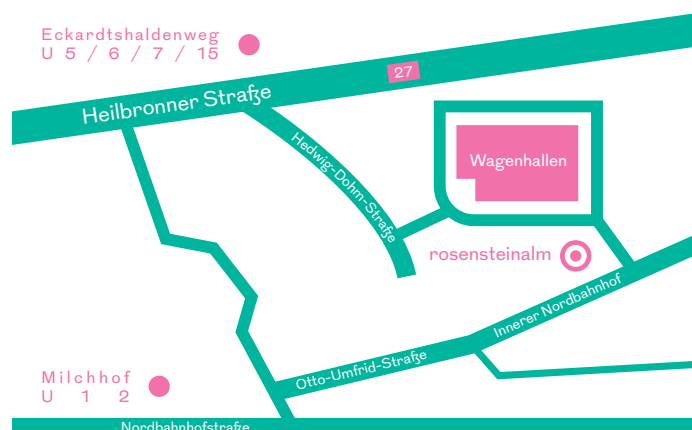 Eckardtshaldenweg
U 5 / 6 / 7 / 15
27
Heilbronner Straße
Hedwig-Dohm-Straße
Wagenhallen
rosensteinalm
Innerer Nordbahnhof
Otto-Umfrid-Straße
Milchhof
U 1 2
Nordbahnhofstraße